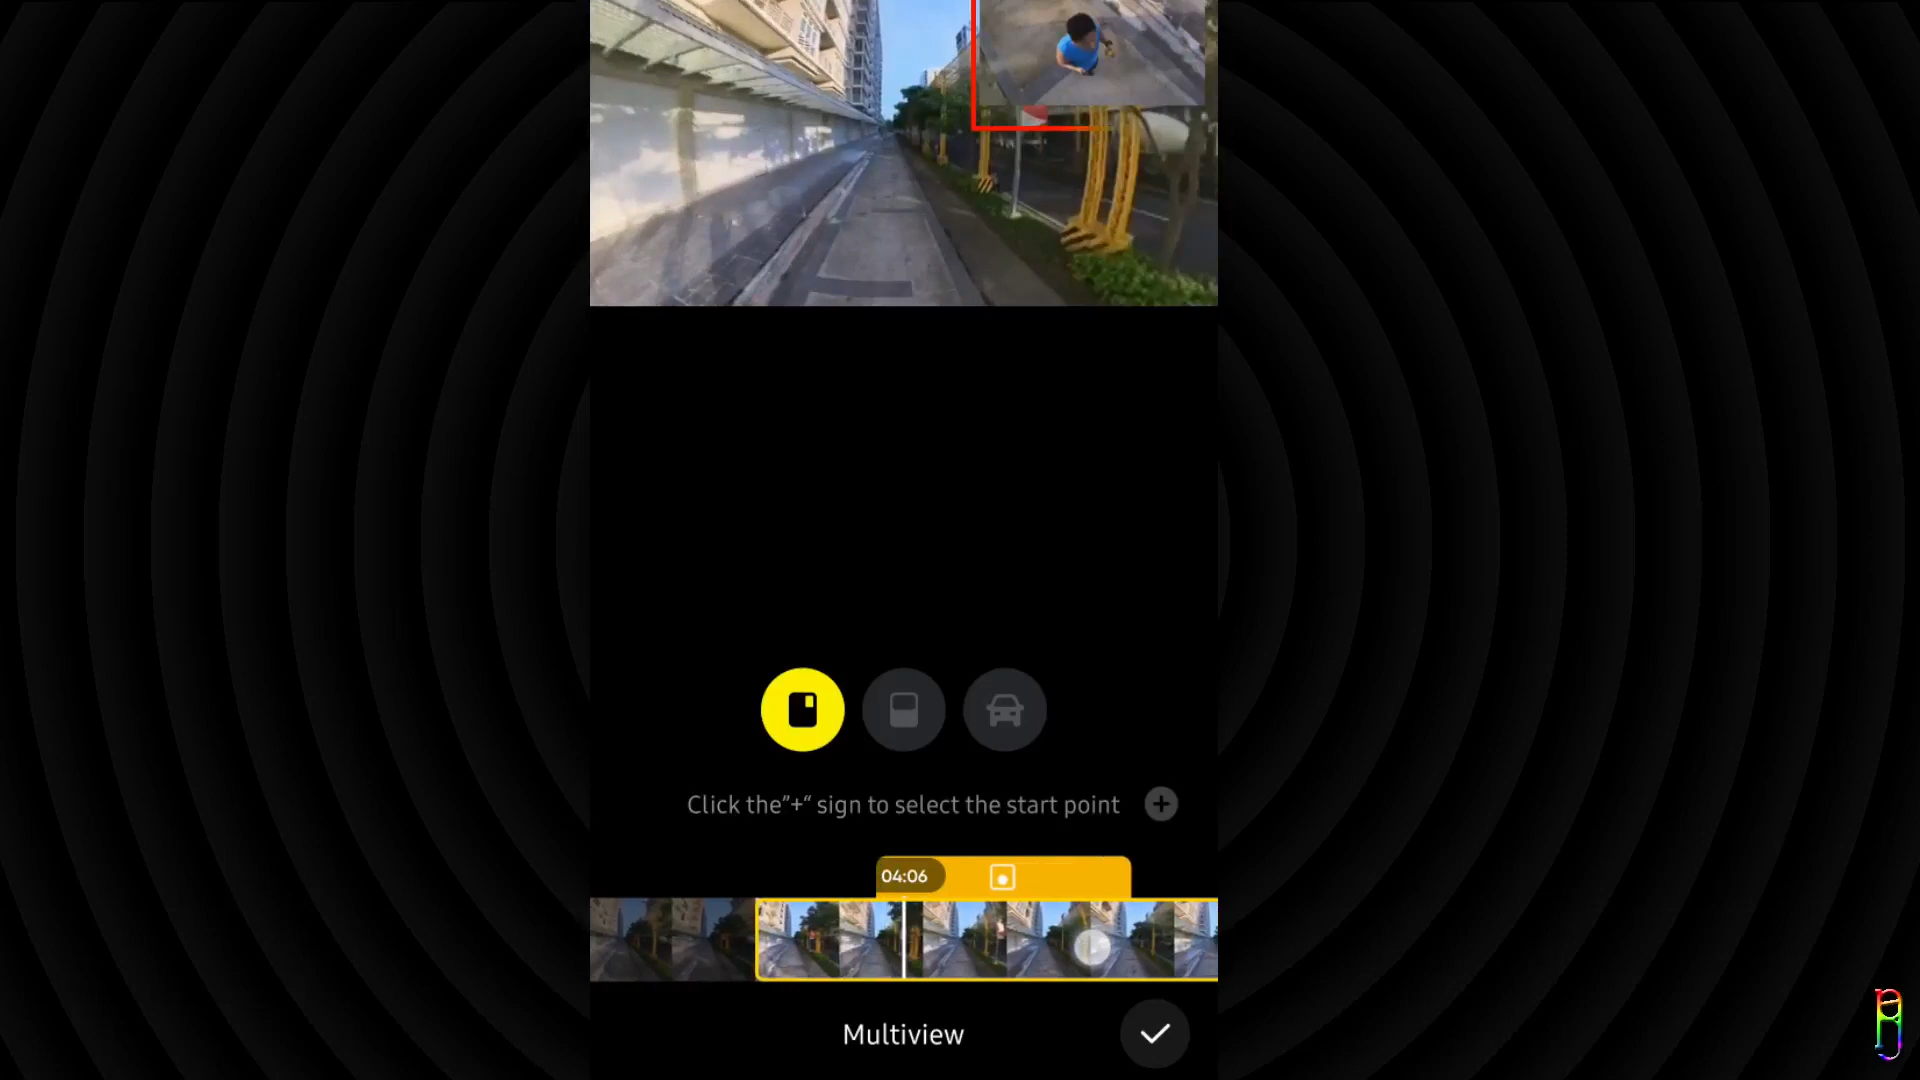 Click the”+“ sign to select the start point
04:06
Multiview